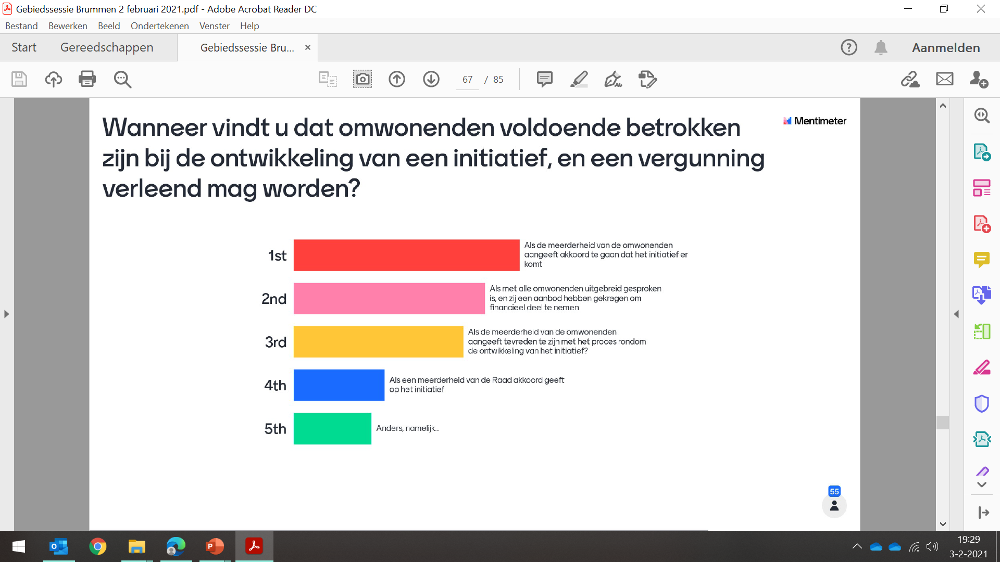 Gebiedssessie Brummen 2 februari 2021.pdf - Adobe Acrobat Reader DC
Bestand Bewerken Beeld Ondertekenen Venster Help
Start Gereedschappen Gebiedssessie Bru... × Aanmelden
67 / 85
Wanneer vindt u dat omwonenden voldoende betrokken
zijn bij de ontwikkeling van een initiatief, en een vergunning
verleend mag worden?
Mentimeter
1st
Als de meerderheid van de omwonenden
aangeeft akkoord te gaan dat het initiatief er
komt
2nd
Als met alle omwonenden uitgebreid gesproken
is, en zij een aanbod hebben gekregen om
financieel deel te nemen
3rd
Als de meerderheid van de omwonenden
aangeeft tevreden te zijn met het proces rondom
de ontwikkeling van het initiatief?
4th
Als een meerderheid van de Raad akkoord geeft
op het initiatief
5th
Anders, namelijk...
55
19:29
3-2-2021